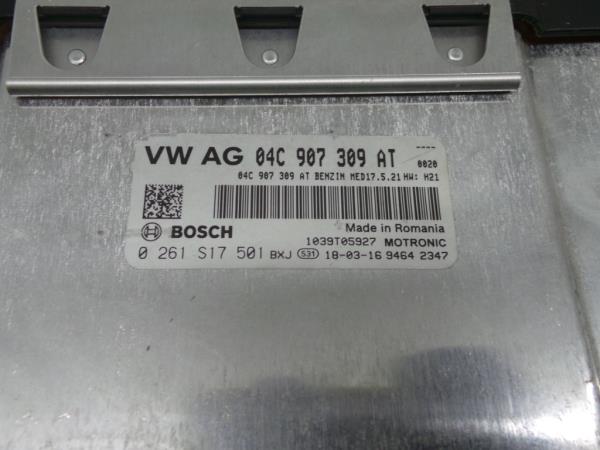 VW AG 04C 907 309 AT ----
0020
04C 907 309 AT BENZIN MED17.5.21 HW: H21
BOSCH Made in Romania
1039T05927 MOTRONIC
0 261 S17 501 BXJ S31 18-03-16 9464 2347